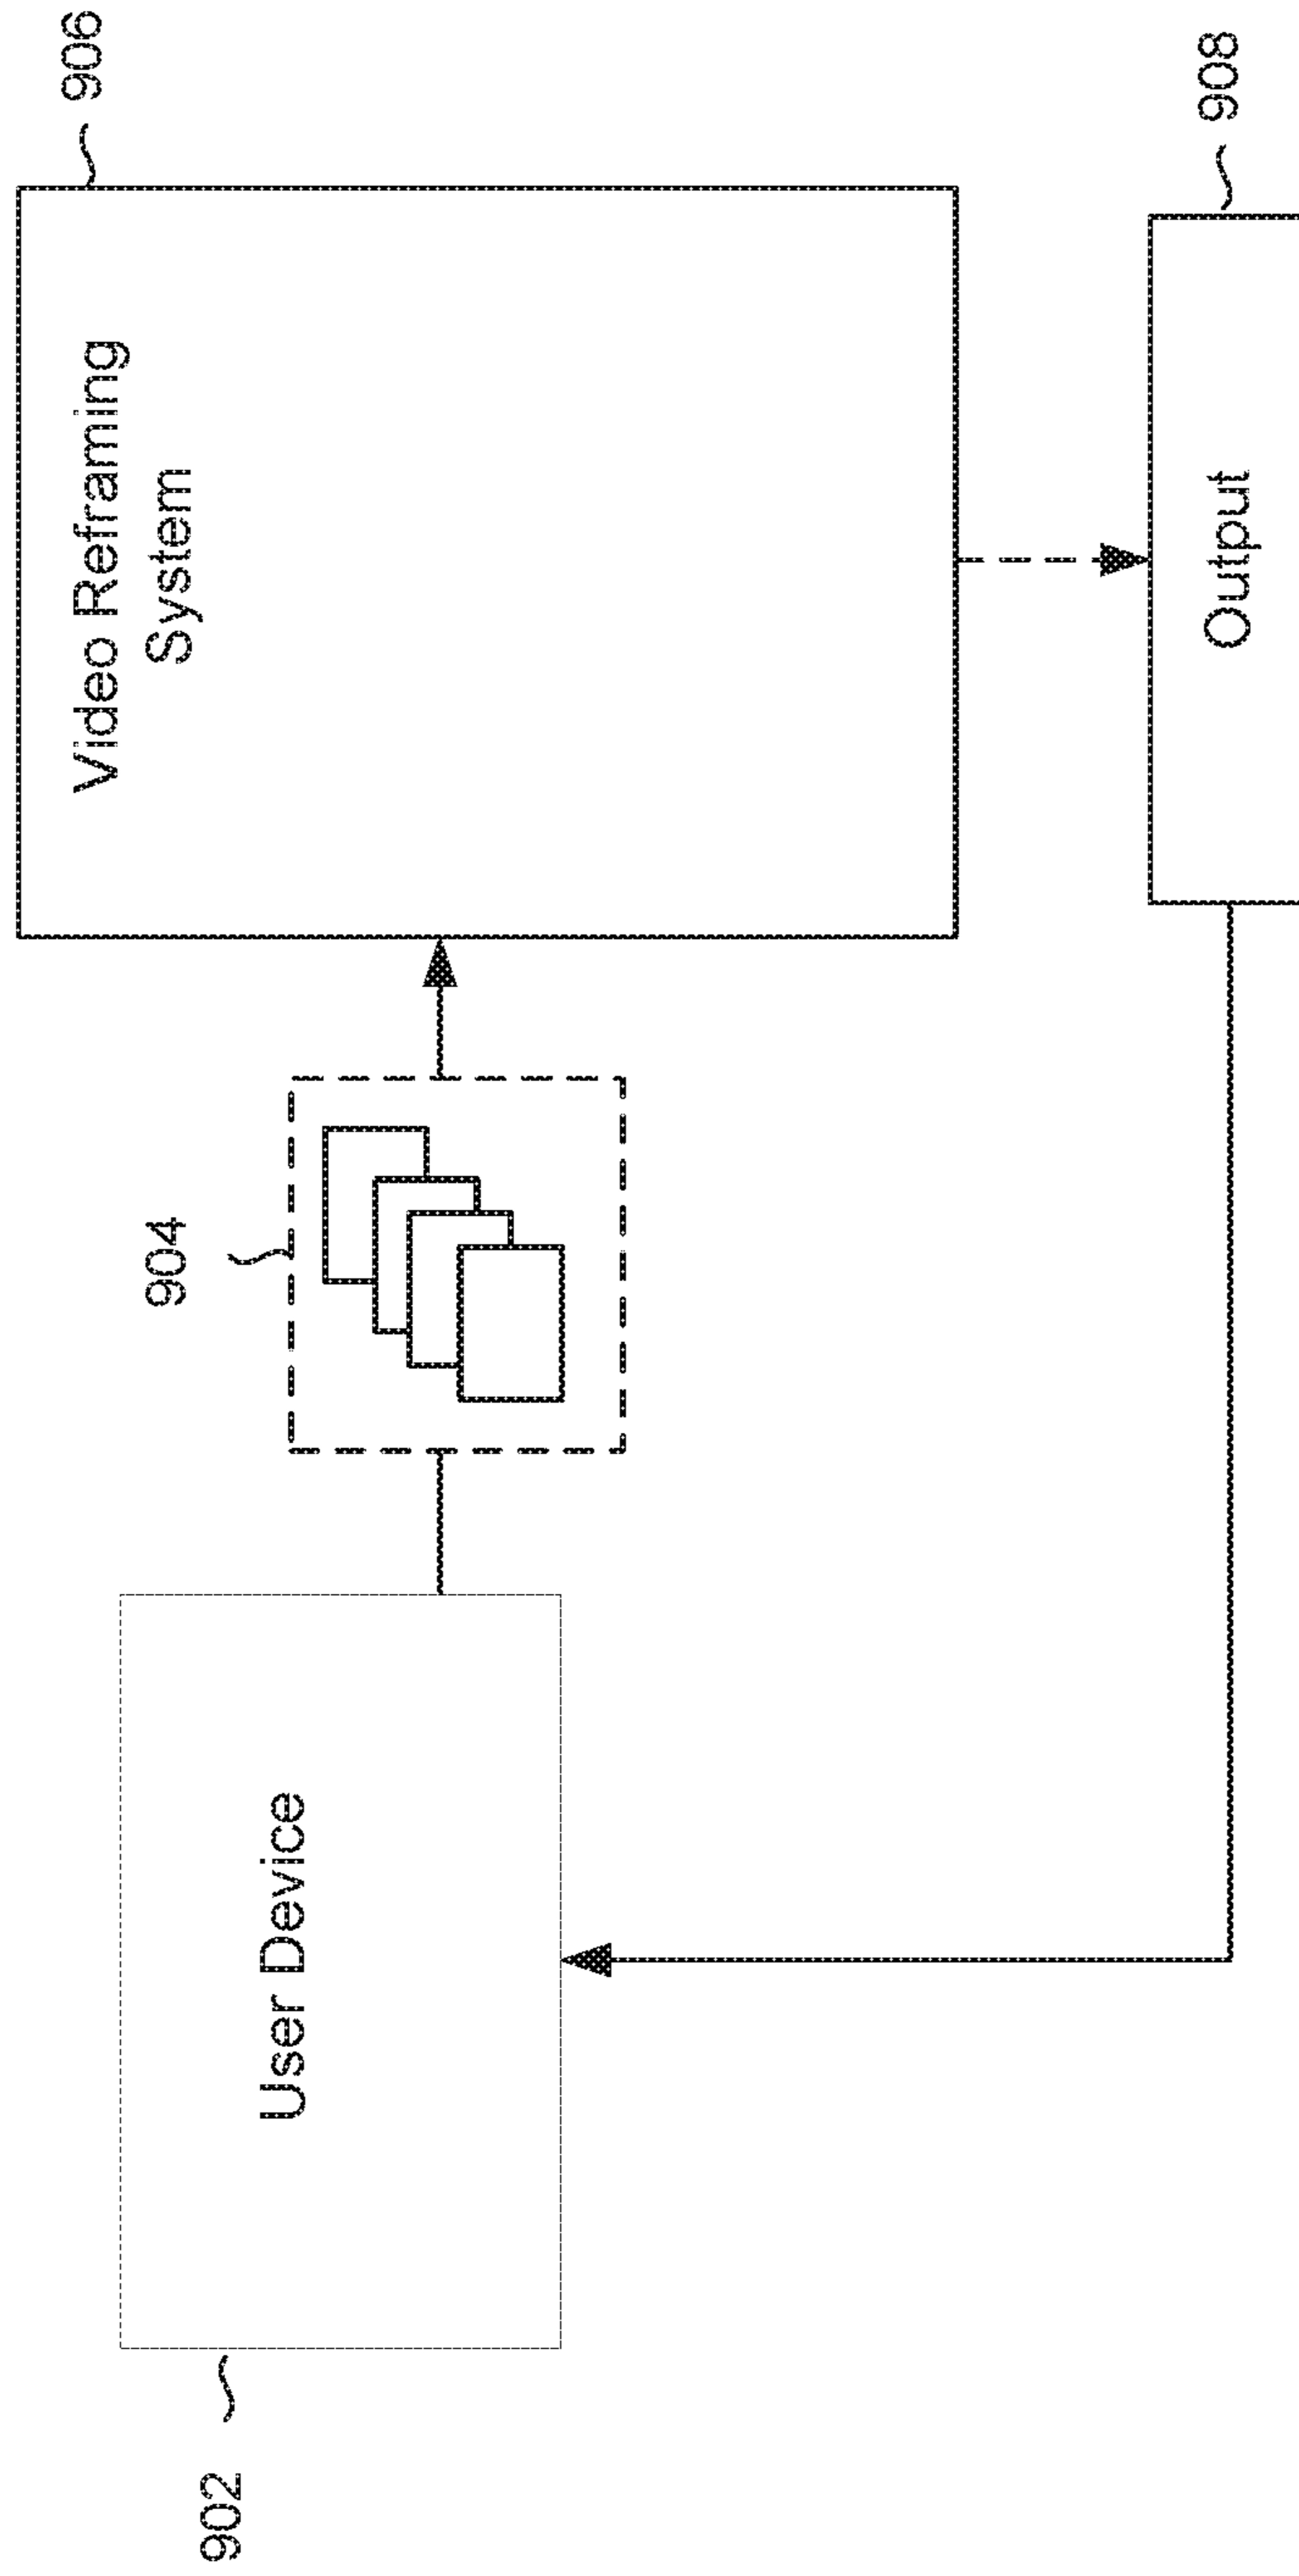 906
Video Reframing
System
904
User Device
902
Output
908